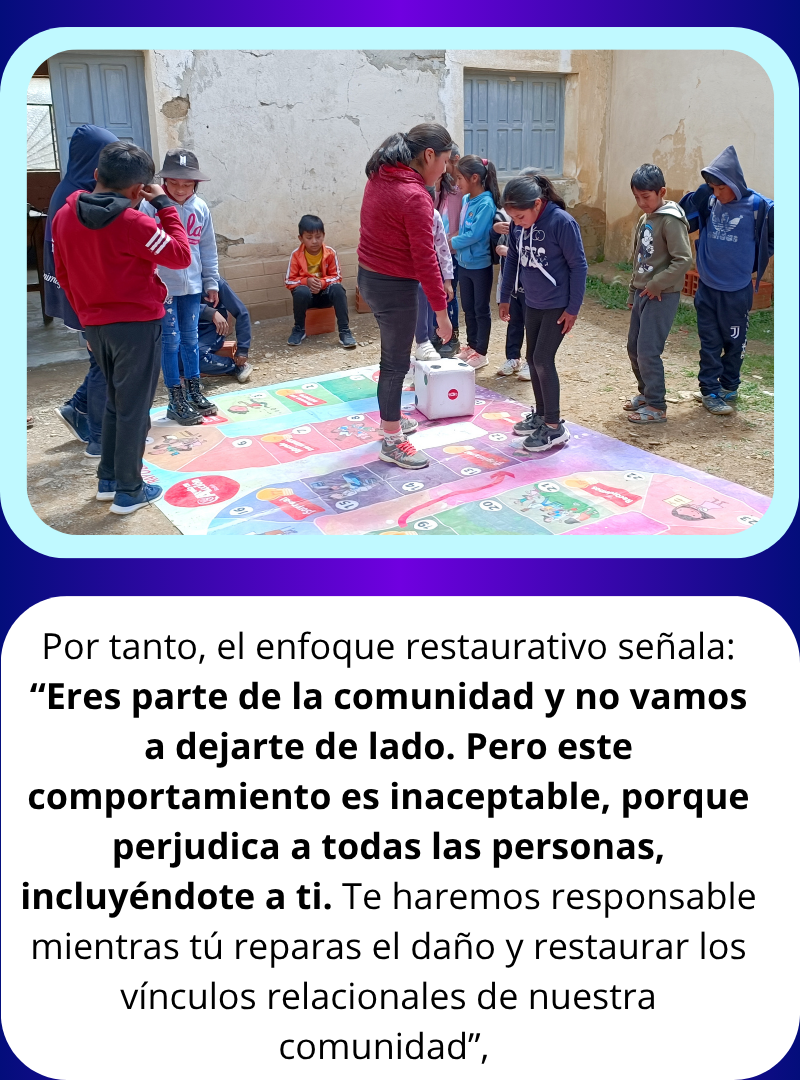 Por tanto, el enfoque restaurativo señala:
“Eres parte de la comunidad y no vamos
a dejarte de lado. Pero este
comportamiento es inaceptable, porque
perjudica a todas las personas,
incluyéndote a ti. Te haremos responsable
mientras tú reparas el daño y restaurar los
vínculos relacionales de nuestra
comunidad”,